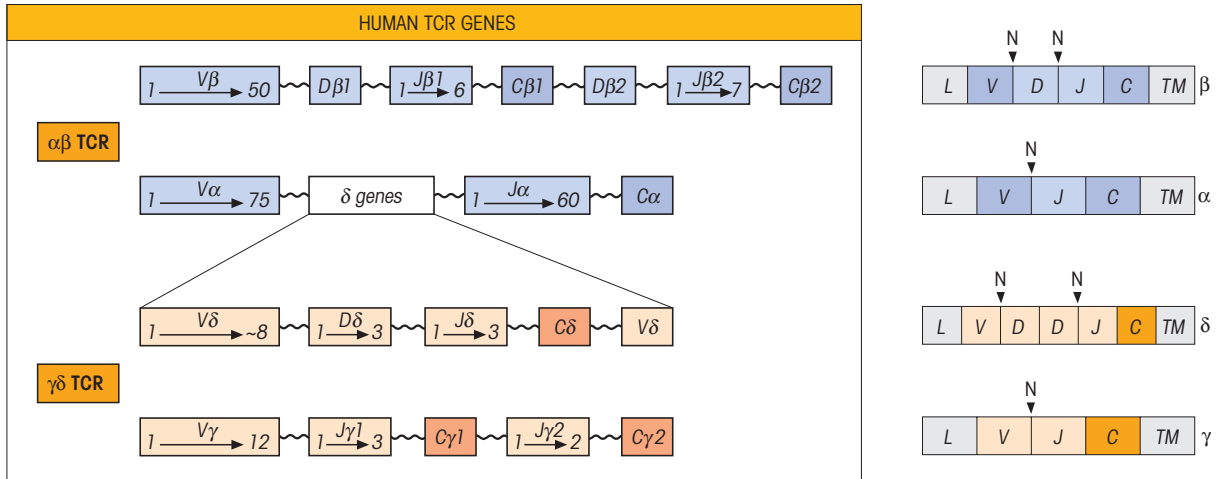 HUMAN TCR GENES
Vβ
1 50 Dβ1 Jβ1 1 6 Cβ1 Dβ2 Jβ2 1 7 Cβ2
αβ TCR
Vα
1 75 δ genes Jα 1 60 Cα
Vδ
1 ~8 Dδ 1 3 Jδ 1 3 Cδ Vδ
γδ TCR
Vγ
1 12 Jγ1 1 3 Cγ1 Jγ2 1 2 Cγ2
N N
L V D J C TM β
N
L V J C TM α
N N
L V D D J C TM δ
N
L V J C TM γ